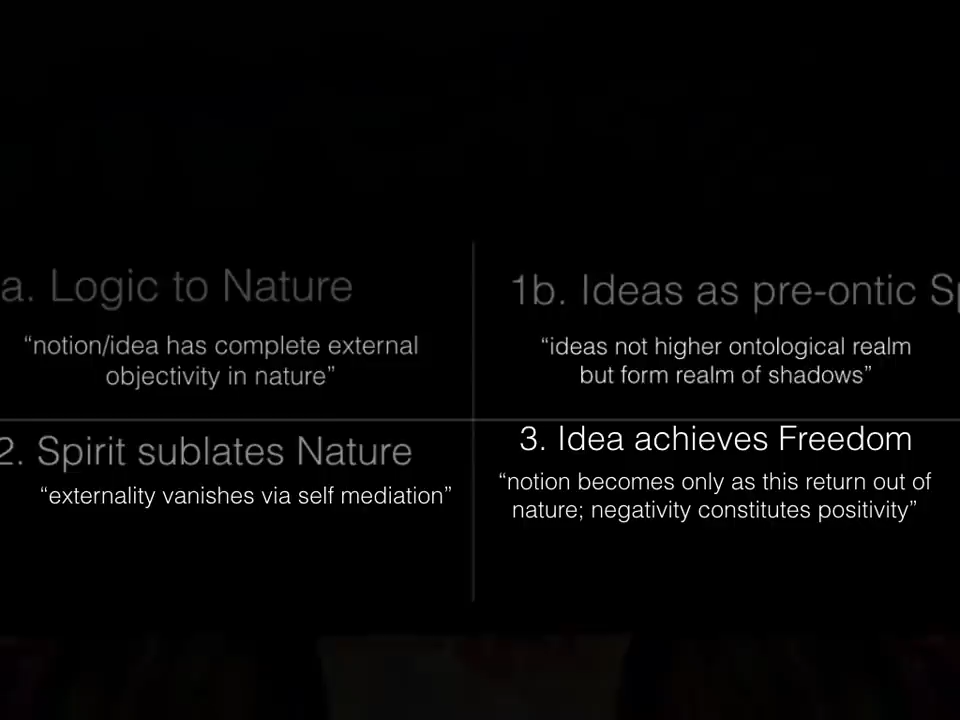 a. Logic to Nature
“notion/idea has complete external
objectivity in nature”
1b. Ideas as pre-ontic Sp
“ideas not higher ontological realm
but form realm of shadows”
2. Spirit sublates Nature
“externality vanishes via self mediation”
3. Idea achieves Freedom
“notion becomes only as this return out of
nature; negativity constitutes positivity”